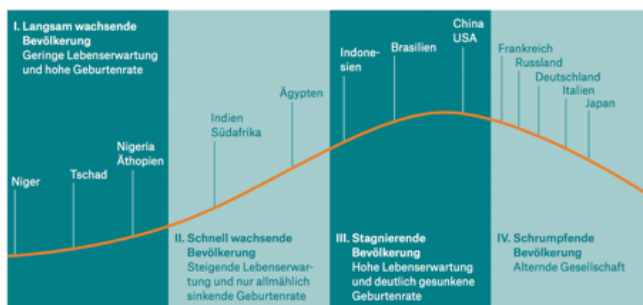 I. Langsam wachsende
Bevölkerung
Geringe Lebenserwartung
und hohe Geburtenrate
Niger
Tschad
Nigeria
Äthopien
Indien
Südafrika
Ägypten
II. Schnell wachsende
Bevölkerung
Steigende Lebenserwar-
tung und nur allmählich
sinkende Geburtenrate
Indone-
sien
Brasilien
China
USA
III. Stagnierende
Bevölkerung
Hohe Lebenserwartung
und deutlich gesunkene
Geburtenrate
Frankreich
Russland
Deutschland
Italien
Japan
IV. Schrumpfende
Bevölkerung
Alternde Gesellschaft